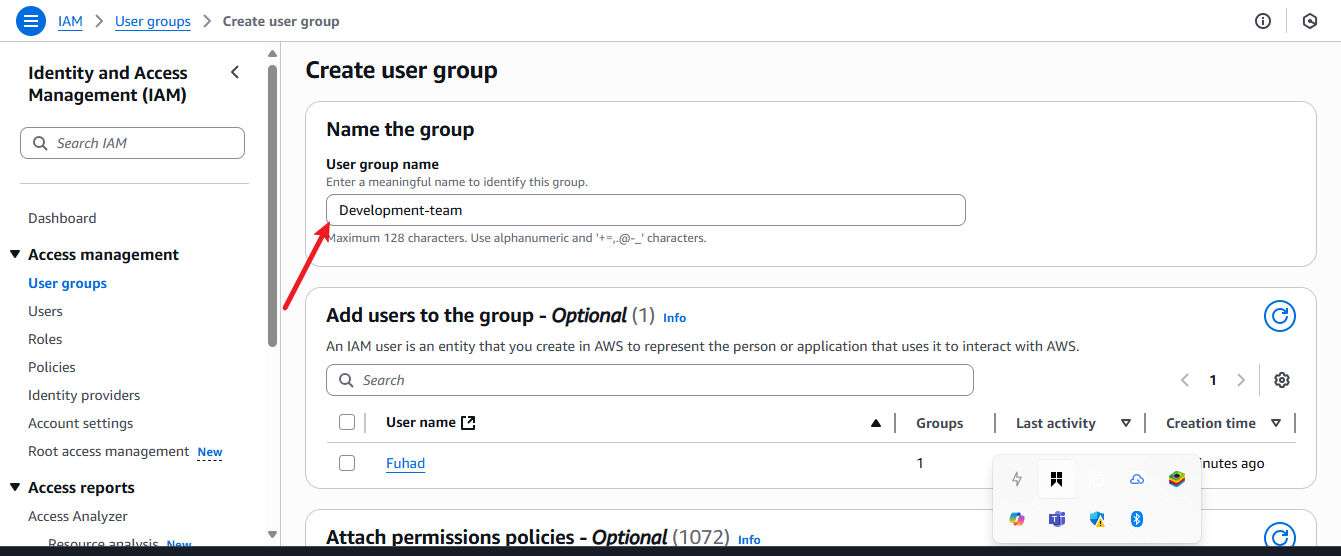 IAM > User groups > Create user group
Identity and Access
Management (IAM)
Search IAM
Dashboard
Access management
User groups
Users
Roles
Policies
Identity providers
Account settings
Root access management New
Access reports
Access Analyzer
Resource analysis New
Create user group
Name the group
User group name
Enter a meaningful name to identify this group.
Development-team
Maximum 128 characters. Use alphanumeric and '+=,.@-_' characters.
Add users to the group - Optional (1) Info
An IAM user is an entity that you create in AWS to represent the person or application that uses it to interact with AWS.
Search
1
User name Groups Last activity Creation time
Fuhad 1 ago
Attach permissions policies - Optional (1072) Info